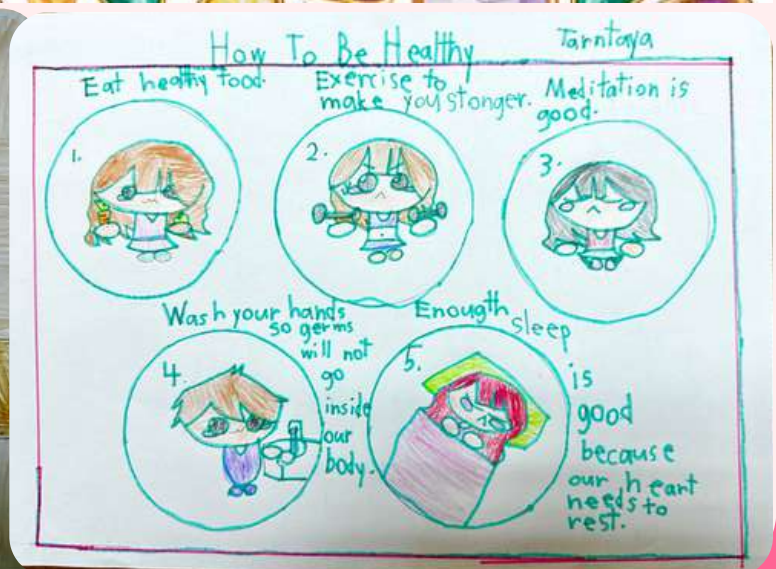 How To Be Healthy
Tarntaya
Eat healthy food.
1.
Exercise to
make you stonger.
2.
Meditation is
good.
3.
Wash your hands
so germs
will not
go
inside
our
body.
4.
Enougth
sleep
is
good
because
our heart
needs to
rest.
5.